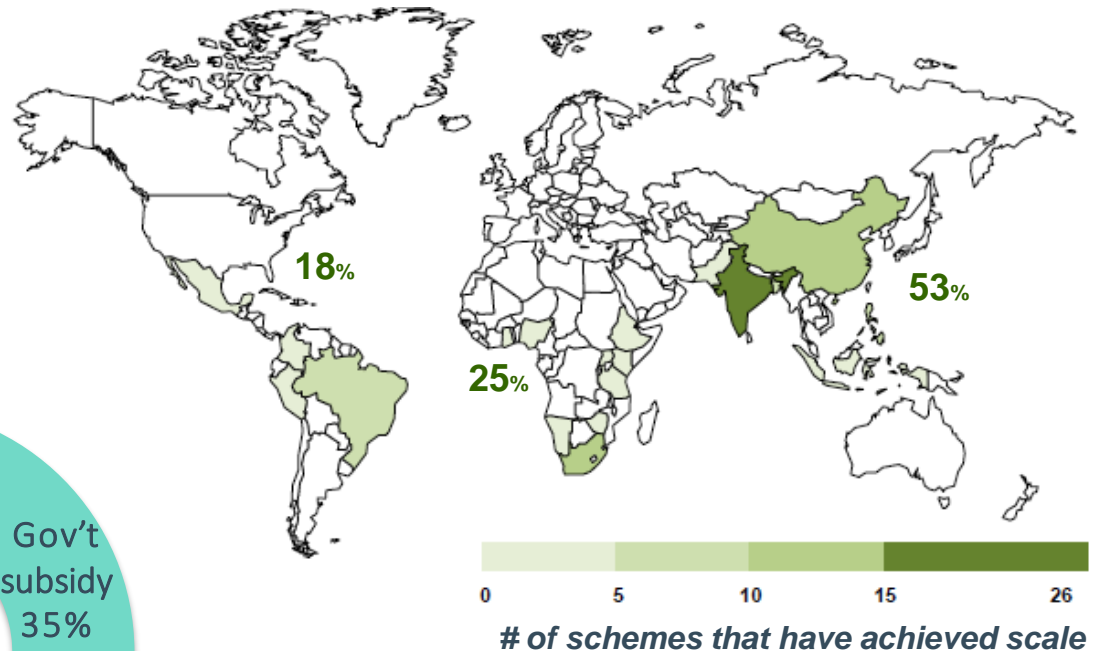 18%
53%
25%
Gov’t
subsidy
35%
0 5 10 15 26
# of schemes that have achieved scale